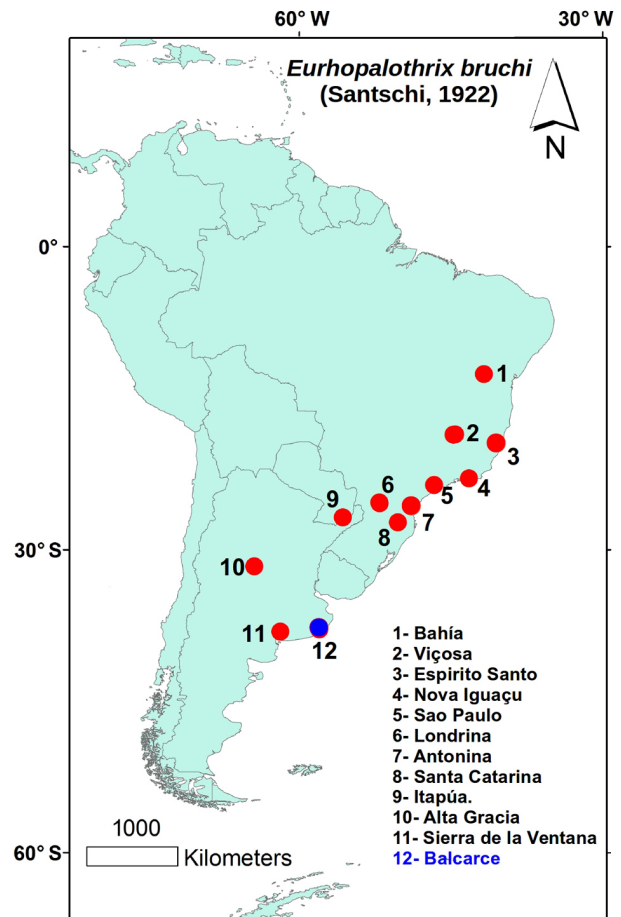 60° W
30° W
Eurhopalothrix bruchi
(Santschi, 1922)
N
0°
1
2
3
6
5
4
9
7
8
10
30° S
11
12
1- Bahía
2- Viçosa
3- Espirito Santo
4- Nova Iguaçu
5- Sao Paulo
6- Londrina
7- Antonina
8- Santa Catarina
9- Itapúa.
10- Alta Gracia
11- Sierra de la Ventana
12- Balcarce
1000
Kilometers
60° S